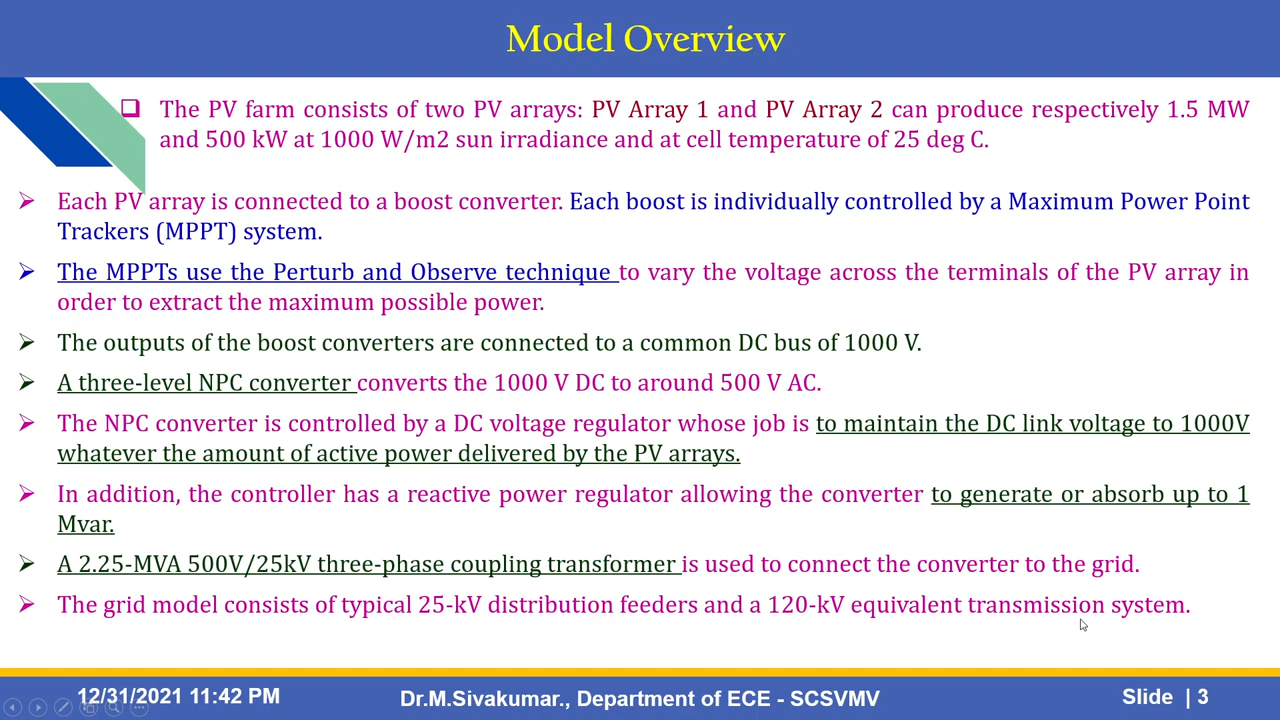 Model Overview
The PV farm consists of two PV arrays: PV Array 1 and PV Array 2 can produce respectively 1.5 MW
and 500 kW at 1000 W/m2 sun irradiance and at cell temperature of 25 deg C.
Each PV array is connected to a boost converter. Each boost is individually controlled by a Maximum Power Point
Trackers (MPPT) system.
The MPPTs use the Perturb and Observe technique to vary the voltage across the terminals of the PV array in
order to extract the maximum possible power.
The outputs of the boost converters are connected to a common DC bus of 1000 V.
A three-level NPC converter converts the 1000 V DC to around 500 V AC.
The NPC converter is controlled by a DC voltage regulator whose job is to maintain the DC link voltage to 1000V
whatever the amount of active power delivered by the PV arrays.
In addition, the controller has a reactive power regulator allowing the converter to generate or absorb up to 1
Mvar.
A 2.25-MVA 500V/25kV three-phase coupling transformer is used to connect the converter to the grid.
The grid model consists of typical 25-kV distribution feeders and a 120-kV equivalent transmission system.
12/31/2021 11:42 PM
Dr.M.Sivakumar., Department of ECE - SCSVMV
Slide | 3